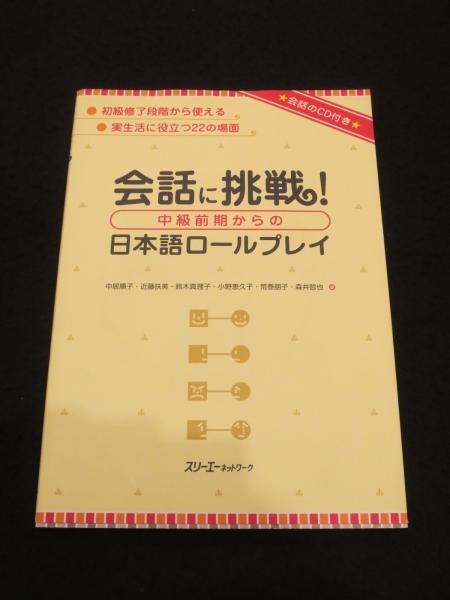 初級修了段階から使える
実生活に役立つ22の場面
★会話のCD付き★
会話に挑戦!
中級前期からの
日本語ロールプレイ
中居順子・近藤扶美・鈴木真理子・小野恵久子・荒巻朋子・森井哲也 著
スリーエーネットワーク